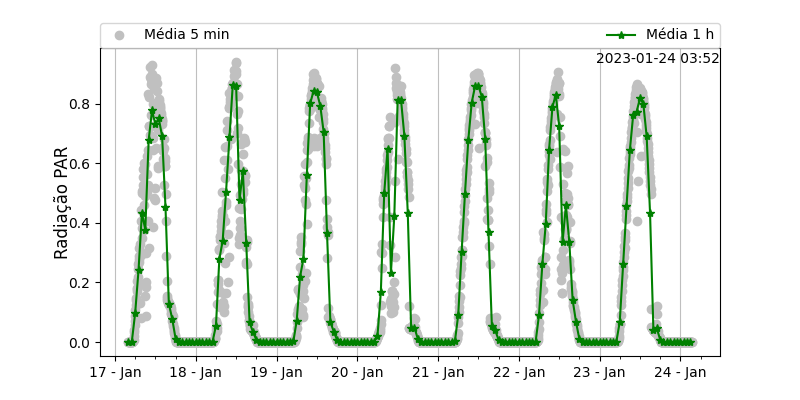 Média 5 min
Média 1 h
2023-01-24 03:52
Radiação PAR
0.8
0.6
0.4
0.2
0.0
17 - Jan
18 - Jan
19 - Jan
20 - Jan
21 - Jan
22 - Jan
23 - Jan
24 - Jan